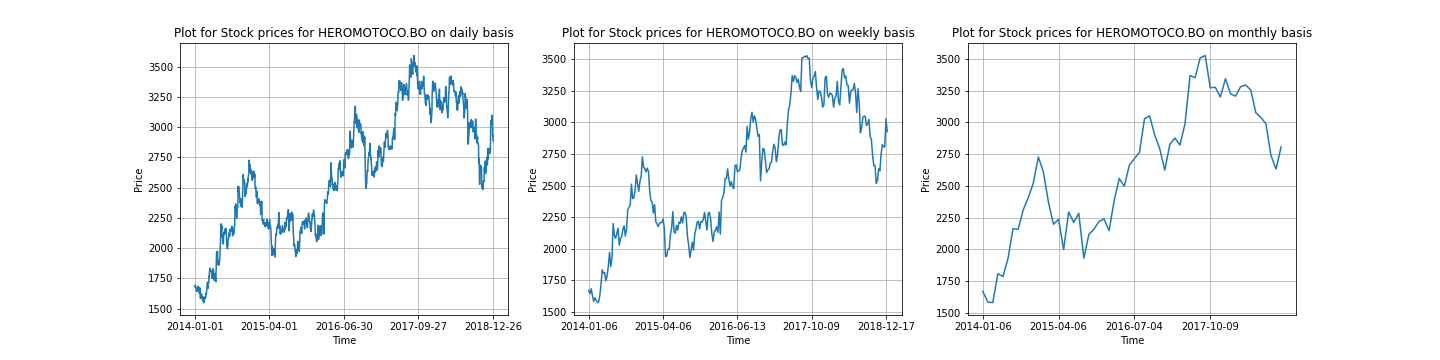 Plot for Stock prices for HEROMOTOCO.BO on daily basis
3500
3250
3000
2750
2500
2250
2000
1750
1500
Price
2014-01-01 2015-04-01 2016-06-30 2017-09-27 2018-12-26
Time
Plot for Stock prices for HEROMOTOCO.BO on weekly basis
3500
3250
3000
2750
2500
2250
2000
1750
1500
Price
2014-01-06 2015-04-06 2016-06-13 2017-10-09 2018-12-17
Time
Plot for Stock prices for HEROMOTOCO.BO on monthly basis
3500
3250
3000
2750
2500
2250
2000
1750
1500
Price
2014-01-06 2015-04-06 2016-07-04 2017-10-09
Time